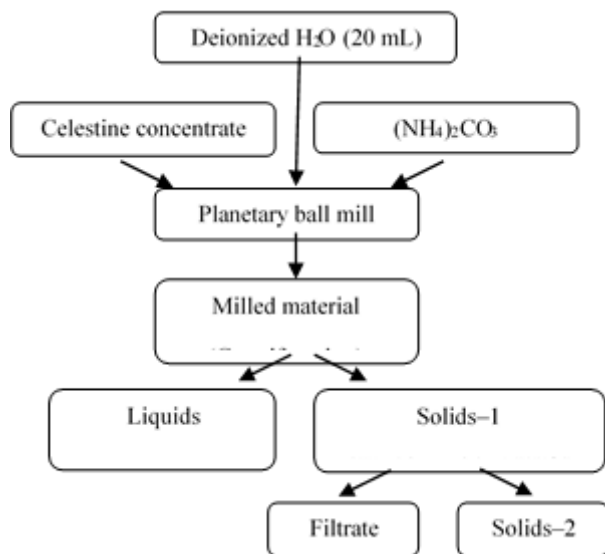 Deionized H₂O (20 mL)
Celestine concentrate
(NH₄)₂CO₃
Planetary ball mill
Milled material
Liquids
Solids–1
Filtrate
Solids–2